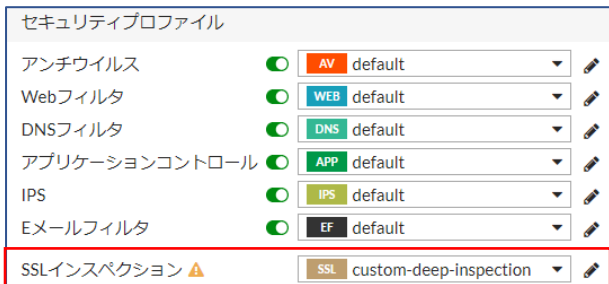 セキュリティプロファイル
アンチウイルス AV default
Webフィルタ WEB default
DNSフィルタ DNS default
アプリケーションコントロール APP default
IPS IPS default
Eメールフィルタ EF default
SSLインスペクション SSL custom-deep-inspection